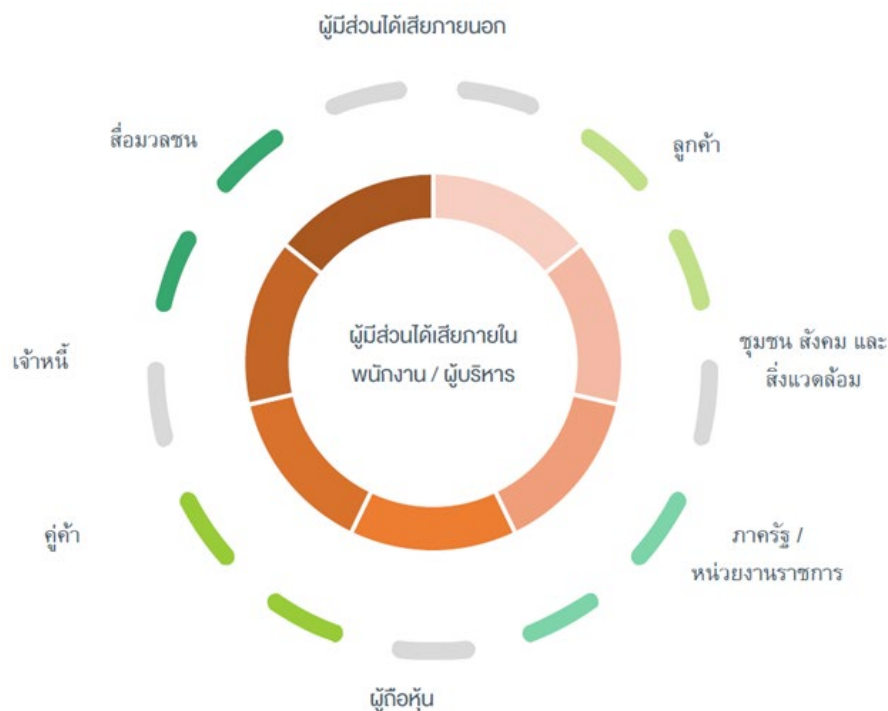 ผู้มีส่วนได้เสียภายนอก
สื่อมวลชน
ลูกค้า
ผู้มีส่วนได้เสียภายใน
พนักงาน / ผู้บริหาร
เจ้าหนี้
ชุมชน สังคม และ
สิ่งแวดล้อม
คู่ค้า
ภาครัฐ /
หน่วยงานราชการ
ผู้ถือหุ้น